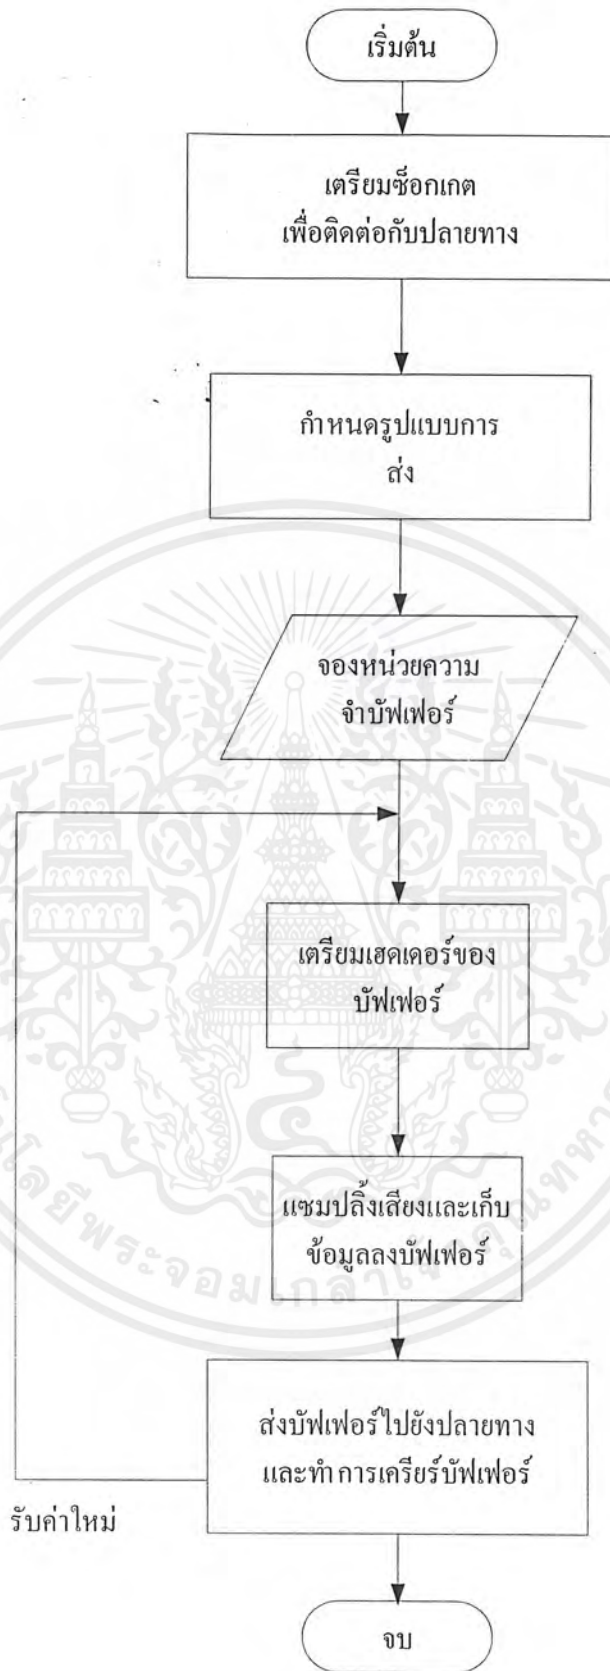 เริ่มต้น
เตรียมซ็อกเกต
เพื่อติดต่อกับปลายทาง
กำหนดรูปแบบการ
ส่ง
จองหน่วยความ
จำบัฟเฟอร์
เตรียมเฮดเดอร์ของ
บัฟเฟอร์
แซมปลิ้งเสียงและเก็บ
ข้อมูลลงบัฟเฟอร์
ส่งบัฟเฟอร์ไปยังปลายทาง
และทำการเครียร์บัฟเฟอร์
รับค่าใหม่
จบ